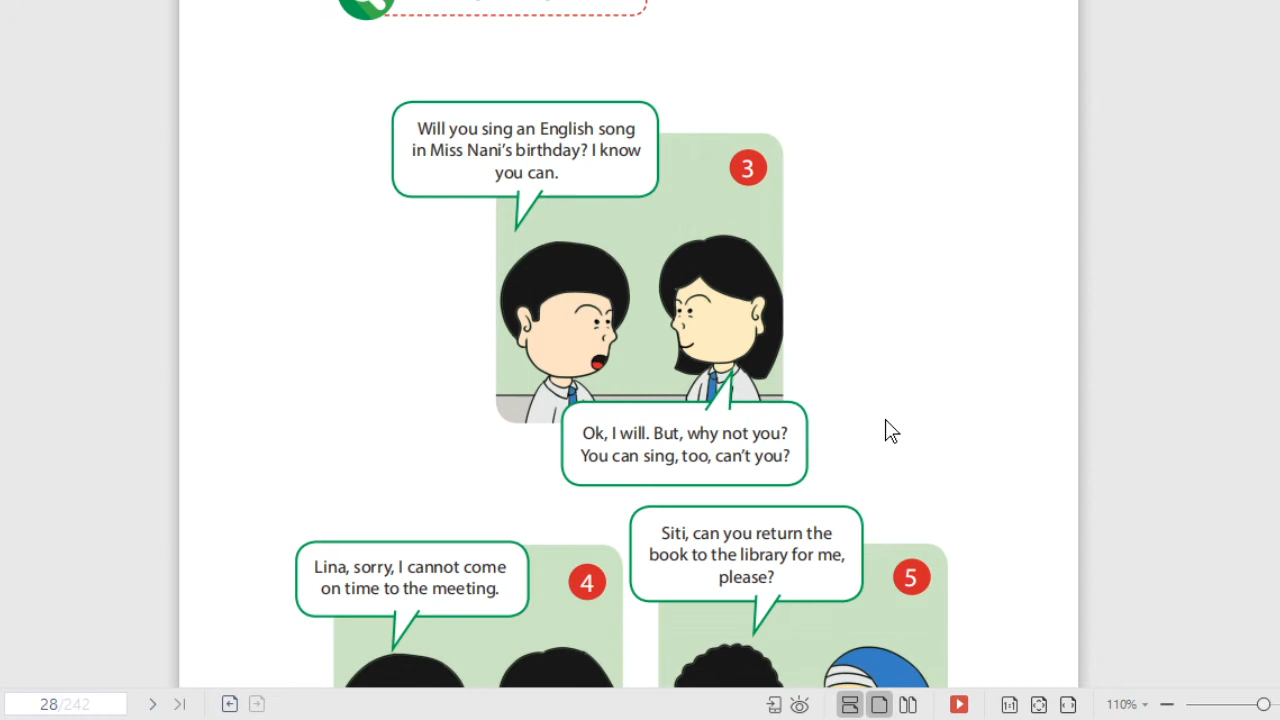 Will you sing an English song
in Miss Nani's birthday? I know
you can.
3
Ok, I will. But, why not you?
You can sing, too, can't you?
Lina, sorry, I cannot come
on time to the meeting.
4
Siti, can you return the
book to the library for me,
please?
5
28/242
1:1
110%